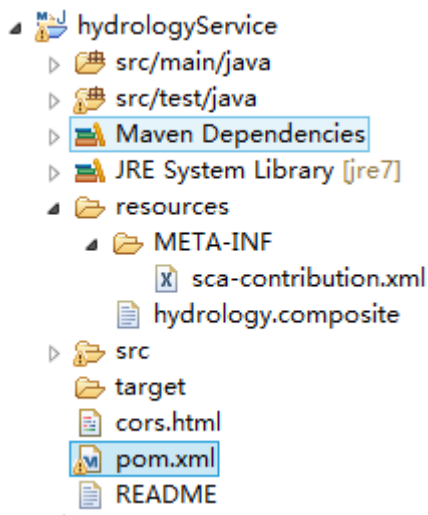 hydrologyService
src/main/java
src/test/java
Maven Dependencies
JRE System Library [jre7]
resources
META-INF
sca-contribution.xml
hydrology.composite
src
target
cors.html
pom.xml
README